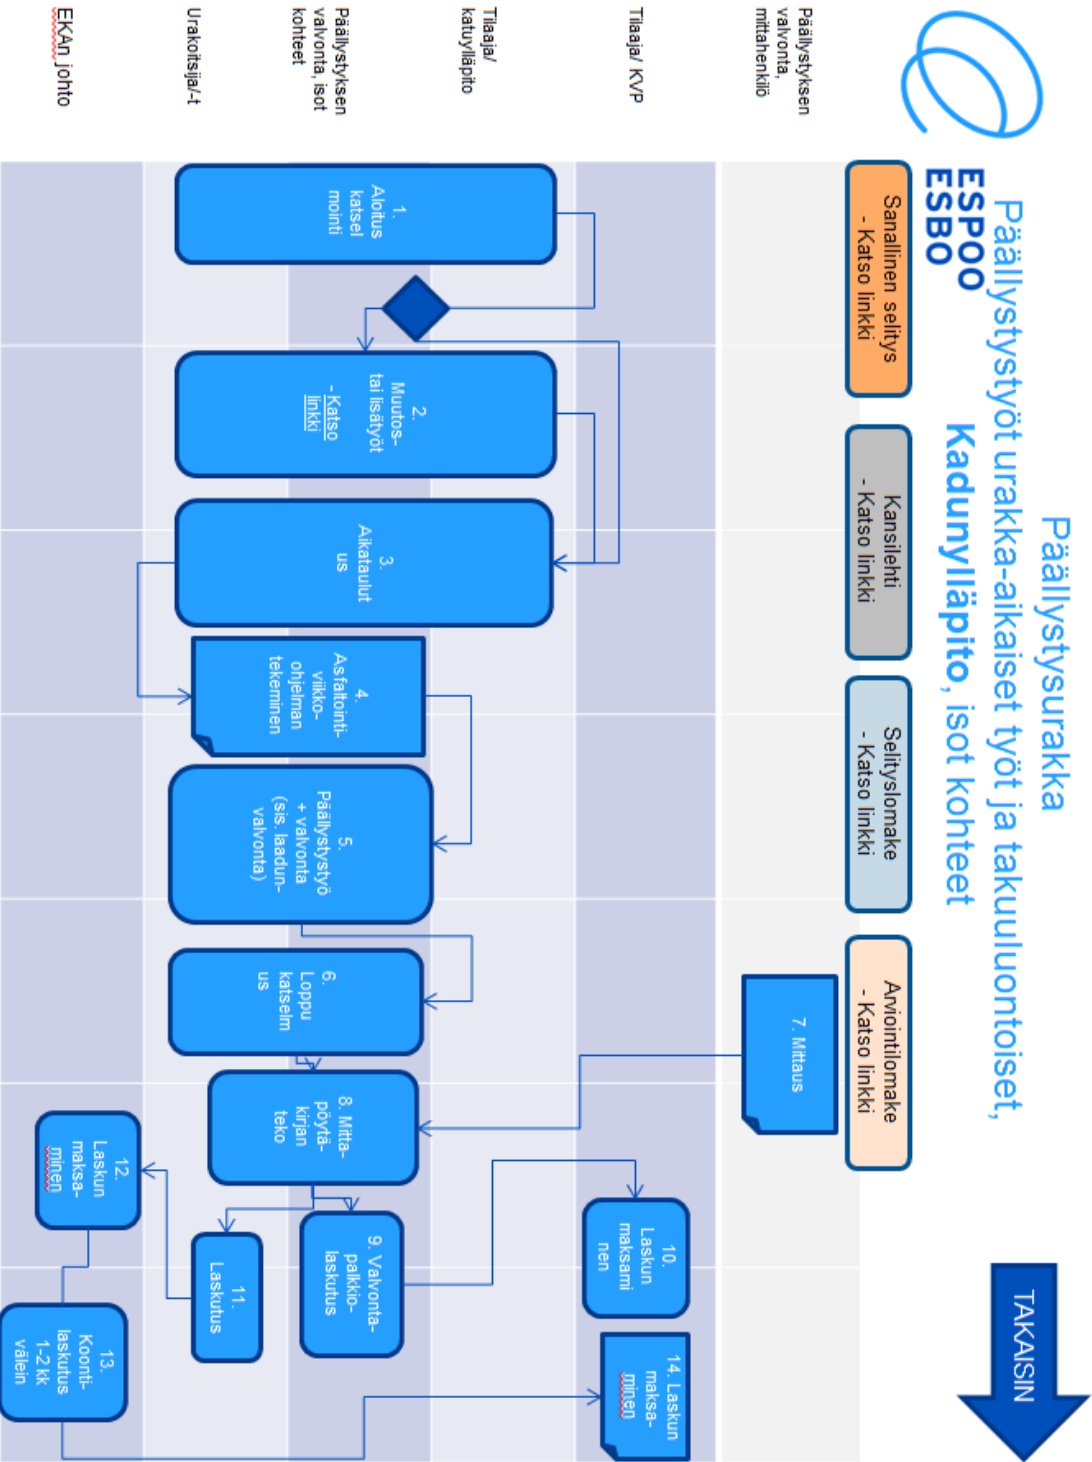 Päällystysurakka
Päällystystyöt urakka-aikaiset työt ja takuuluontoiset,
Kadunylläpito, isot kohteet
ESPOO
ESBO
TAKAISIN
Sanallinen selitys
- Katso linkki
Kansilehti
- Katso linkki
Selityslomake
- Katso linkki
Arviointilomake
- Katso linkki
Päällystyksen
valvonta,
mittahenkilö
Tilaaja/ KVP
Tilaaja/
katuylläpito
Päällystyksen
valvonta, isot
kohteet
Urakoitsija/-t
EKAn johto
1.
Aloitus
katsel
mointi
2.
Muutos-
tai lisätyöt
- Katso
linkki
3.
Aikataulut
us
4.
Asfaltointi-
viikko-
ohjelman
tekeminen
5.
Päällystystyö
+ valvonta
(sis. laadun-
valvonta)
6.
Loppu
katselm
us
7. Mittaus
8. Mitta-
pöytä-
kirjan
teko
9. Valvonta-
palkkio-
laskutus
10.
Laskun
maksami
nen
11.
Laskutus
12.
Laskun
maksa-
minen
13.
Koonti-
laskutus
1-2 kk
välein
14. Laskun
maksa-
minen